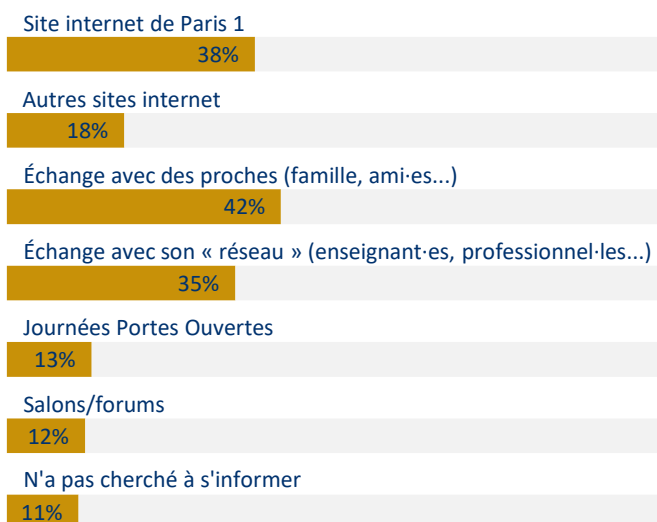 Site internet de Paris 1
38%
Autres sites internet
18%
Échange avec des proches (famille, ami·es...)
42%
Échange avec son « réseau » (enseignant·es, professionnel·les...)
35%
Journées Portes Ouvertes
13%
Salons/forums
12%
N'a pas cherché à s'informer
11%